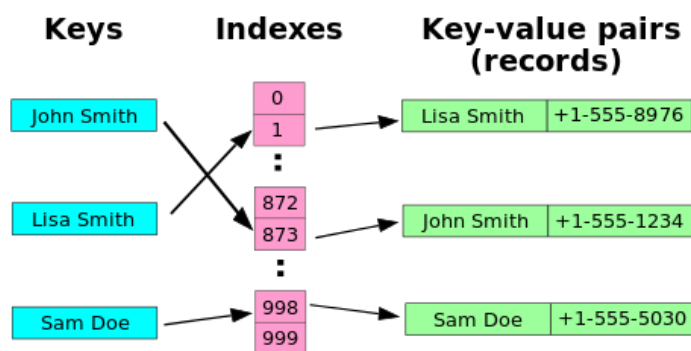 Keys
Indexes
Key-value pairs
(records)
John Smith
0
1
Lisa Smith +1-555-8976
:
Lisa Smith
872
873
John Smith +1-555-1234
:
Sam Doe
998
999
Sam Doe +1-555-5030